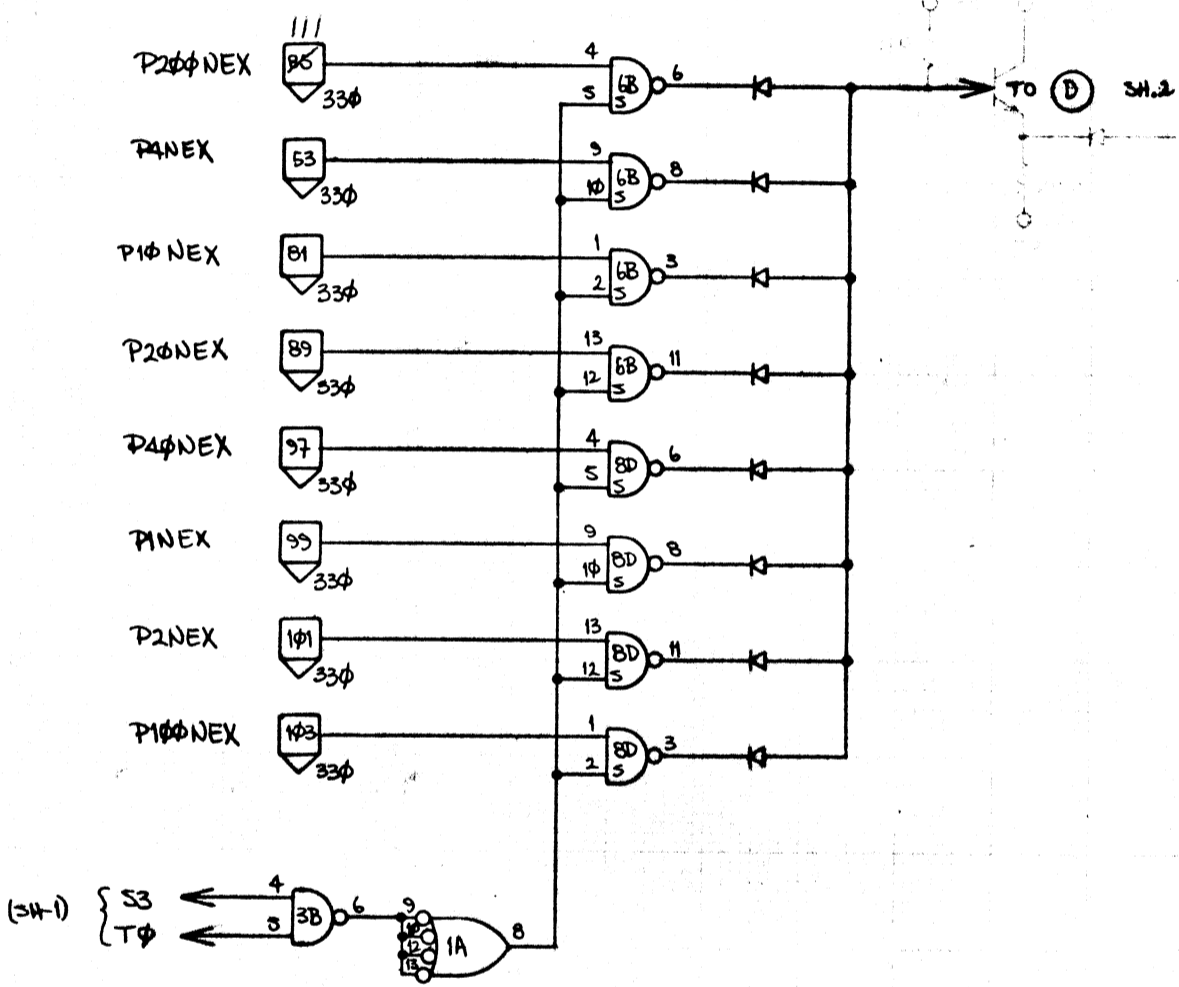 111
P2ØØNEX 85 33Ø 4 5 6B S 6 TO B SH.2
P4NEX 53 33Ø 9 1Ø 6B S 8
P1ØNEX 81 33Ø 1 2 6B S 3
P2ØNEX 89 33Ø 13 12 6B S 11
P4ØNEX 97 33Ø 4 5 8D S 6
P1NEX 99 33Ø 9 1Ø 8D S 8
P2NEX 1Ø1 33Ø 13 12 8D S 11
P1ØØNEX 1Ø3 33Ø 1 2 8D S 3
(SH-1) { S3 4 3B 6 9 1Ø 12 13 1A 8
TØ 5